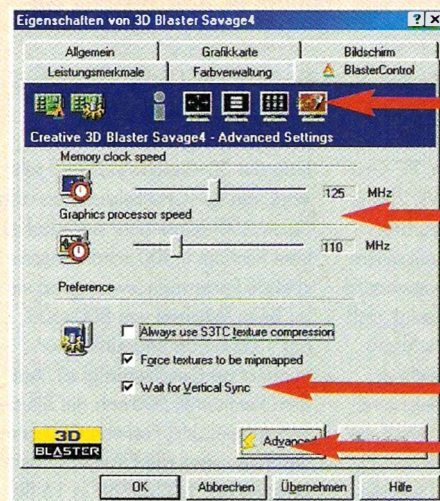 Eigenschaften von 3D Blaster Savage4
Allgemein Grafikkarte Bildschirm
Leistungsmerkmale Farbverwaltung BlasterControl
Creative 3D Blaster Savage4 - Advanced Settings
Memory clock speed
125 MHz
Graphics processor speed
110 MHz
Preference
Always use S3TC texture compression
Force textures to be mipmapped
Wait for Vertical Sync
3D
BLASTER
Advanced
OK Abbrechen Übernehmen Hilfe